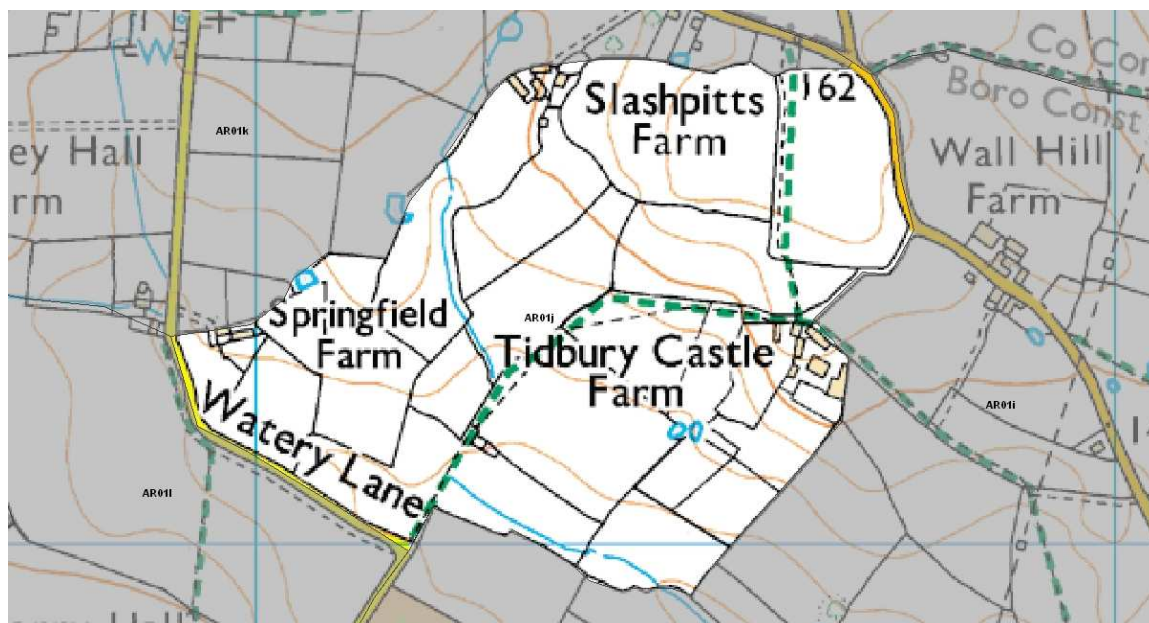 W
Co Con
Boro Const
162
Slashpitts
Farm
AR01k
ey Hall
rm
Wall Hill
Farm
Springfield
Farm
AR01j
Tidbury Castle
Farm
AR01i
1
Watery Lane
AR01l